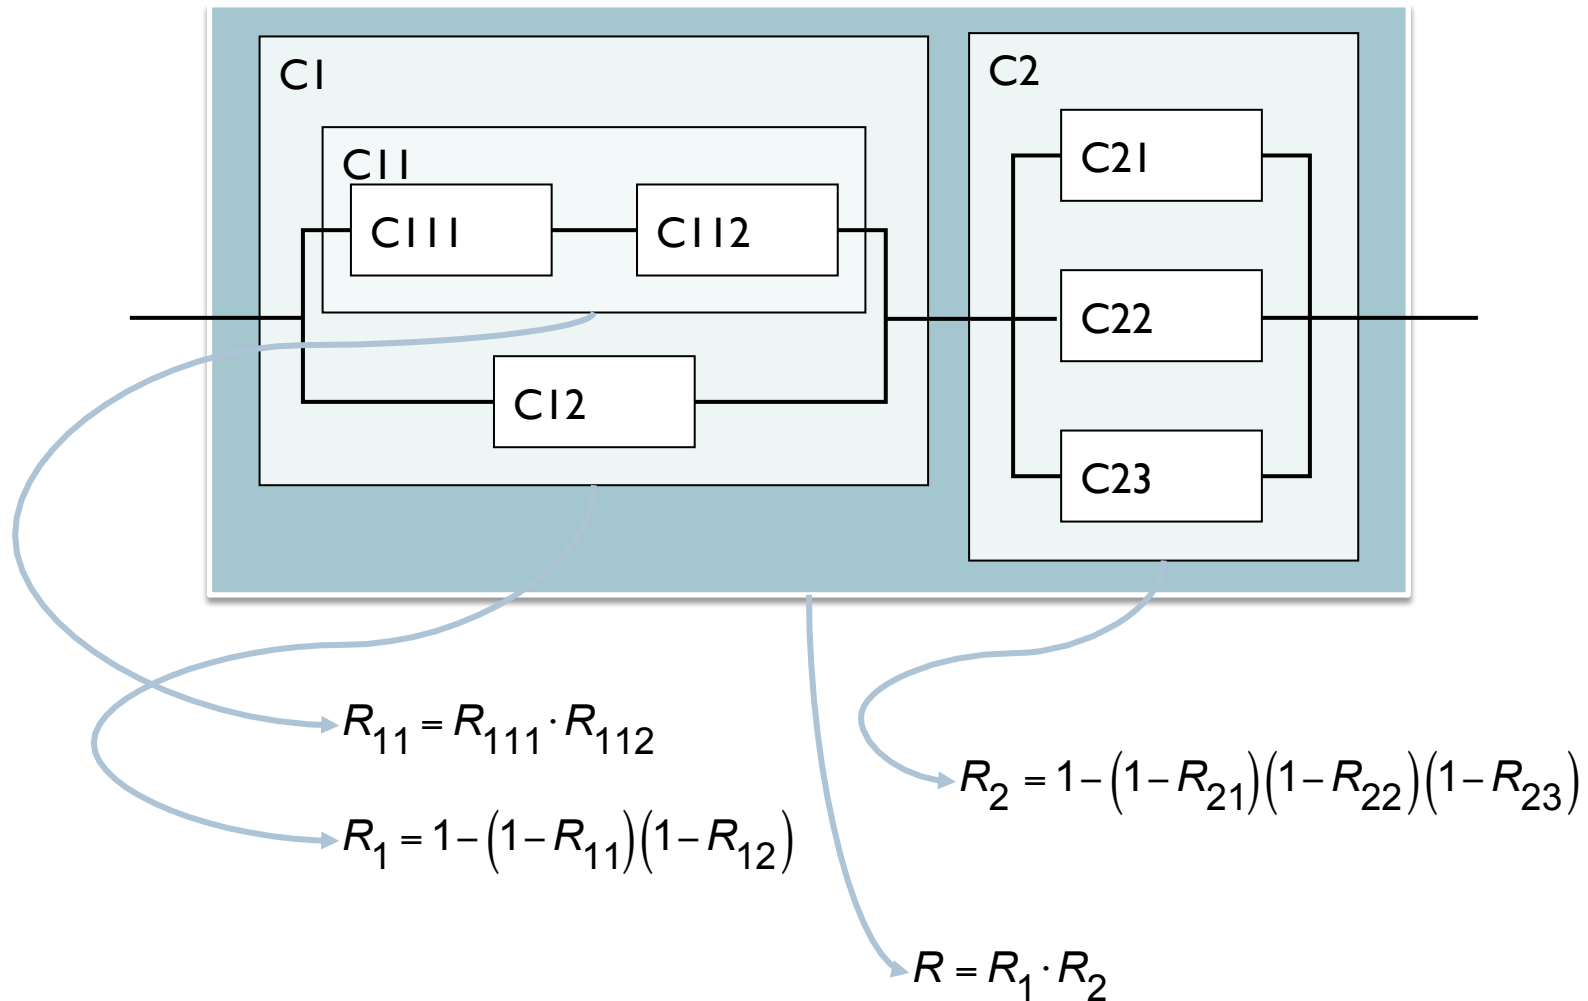 C1
C2
C11
C21
C111
C112
C22
C12
C23
R₁₁ = R₁₁₁ · R₁₁₂
R₂ = 1−(1−R₂₁)(1−R₂₂)(1−R₂₃)
R₁ = 1−(1−R₁₁)(1−R₁₂)
R = R₁ · R₂